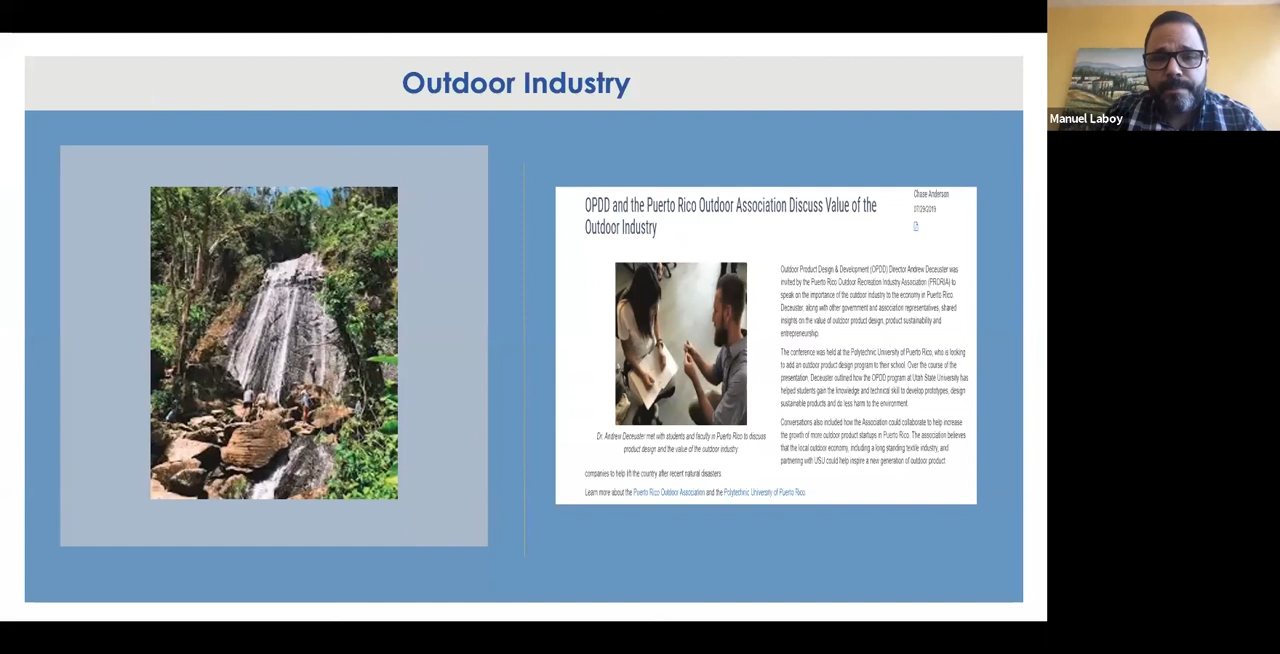 Outdoor Industry
Manuel Laboy
OPDD and the Puerto Rico Outdoor Association Discuss Value of the
Outdoor Industry
Chase Anderson
07/29/2019
Outdoor Product Design & Development (OPDD) Director Andrew Deceuster was
invited by the Puerto Rico Outdoor Recreation Industry Association (PRORIA) to
speak on the importance of the outdoor industry to the economy in Puerto Rico.
Deceuster, along with other government and association representatives, shared
insights on the value of outdoor product design, product sustainability and
entrepreneurship.
The conference was held at the Polytechnic University of Puerto Rico, who is looking
to add an outdoor product design program to their school. Over the course of the
presentation, Deceuster outlined how the OPDD program at Utah State University has
helped students gain the knowledge and technical skill to develop prototypes, design
sustainable products and do less harm to the environment.
Conversations also included how the Association could collaborate to help increase
the growth of more outdoor product startups in Puerto Rico. The association believes
that the local outdoor economy, including a long standing textile industry, and
partnering with USU could help inspire a new generation of outdoor product
Dr. Andrew Deceuster met with students and faculty in Puerto Rico to discuss
product design and the value of the outdoor industry
companies to help lift the country after recent natural disasters.
Learn more about the Puerto Rico Outdoor Association and the Polytechnic University of Puerto Rico.